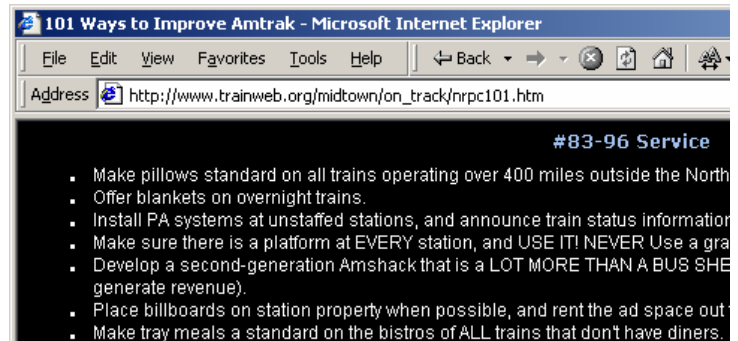 101 Ways to Improve Amtrak - Microsoft Internet Explorer
File Edit View Favorites Tools Help Back
Address http://www.trainweb.org/midtown/on_track/nrpc101.htm
#83-96 Service
Make pillows standard on all trains operating over 400 miles outside the North
Offer blankets on overnight trains.
Install PA systems at unstaffed stations, and announce train status information
Make sure there is a platform at EVERY station, and USE IT! NEVER Use a gra
Develop a second-generation Amshack that is a LOT MORE THAN A BUS SHE
generate revenue).
Place billboards on station property when possible, and rent the ad space out
Make tray meals a standard on the bistros of ALL trains that don't have diners.